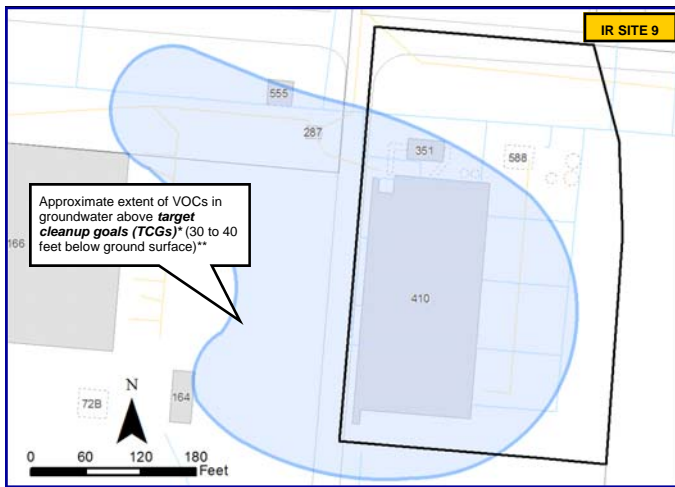 IR SITE 9
555
287
351
588
Approximate extent of VOCs in
groundwater above target
cleanup goals (TCGs)* (30 to 40
feet below ground surface)**
166
410
164
72B
N
0 60 120 180
Feet